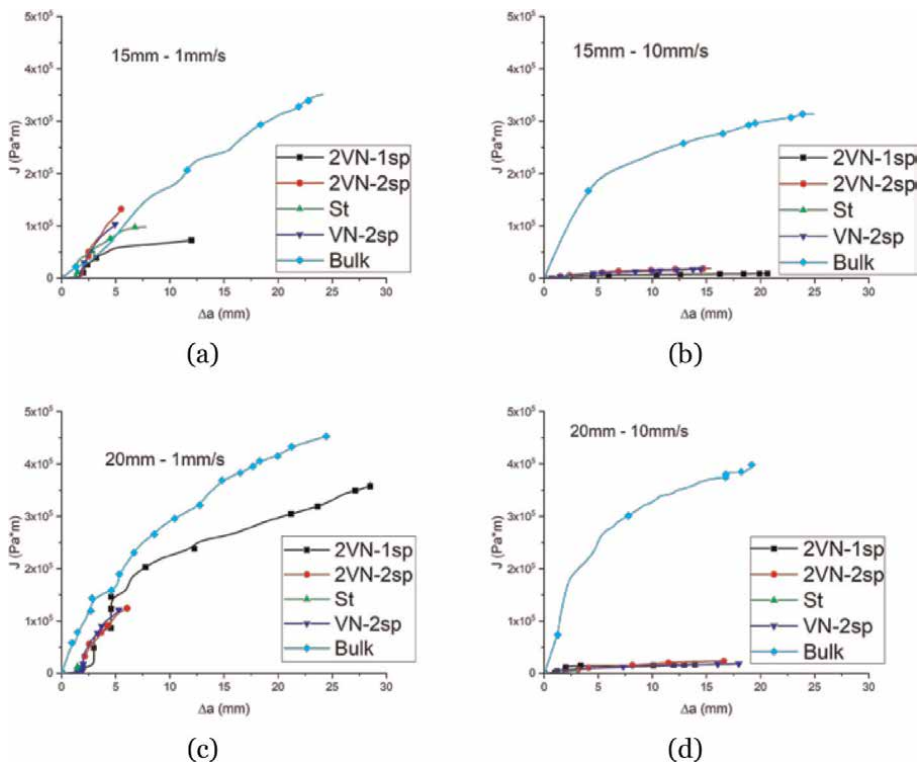 15mm - 1mm/s
J (Pa*m)
5x10⁵
4x10⁵
3x10⁵
2x10⁵
1x10⁵
0
0 5 10 15 20 25 30
Δa (mm)
2VN-1sp
2VN-2sp
St
VN-2sp
Bulk
(a)
15mm - 10mm/s
J (Pa*m)
5x10⁵
4x10⁵
3x10⁵
2x10⁵
1x10⁵
0
0 5 10 15 20 25 30
Δa (mm)
2VN-1sp
2VN-2sp
St
VN-2sp
Bulk
(b)
20mm - 1mm/s
J (Pa*m)
5x10⁵
4x10⁵
3x10⁵
2x10⁵
1x10⁵
0
0 5 10 15 20 25 30
Δa (mm)
2VN-1sp
2VN-2sp
St
VN-2sp
Bulk
(c)
20mm - 10mm/s
J (Pa*m)
5x10⁵
4x10⁵
3x10⁵
2x10⁵
1x10⁵
0
0 5 10 15 20 25 30
Δa (mm)
2VN-1sp
2VN-2sp
St
VN-2sp
Bulk
(d)